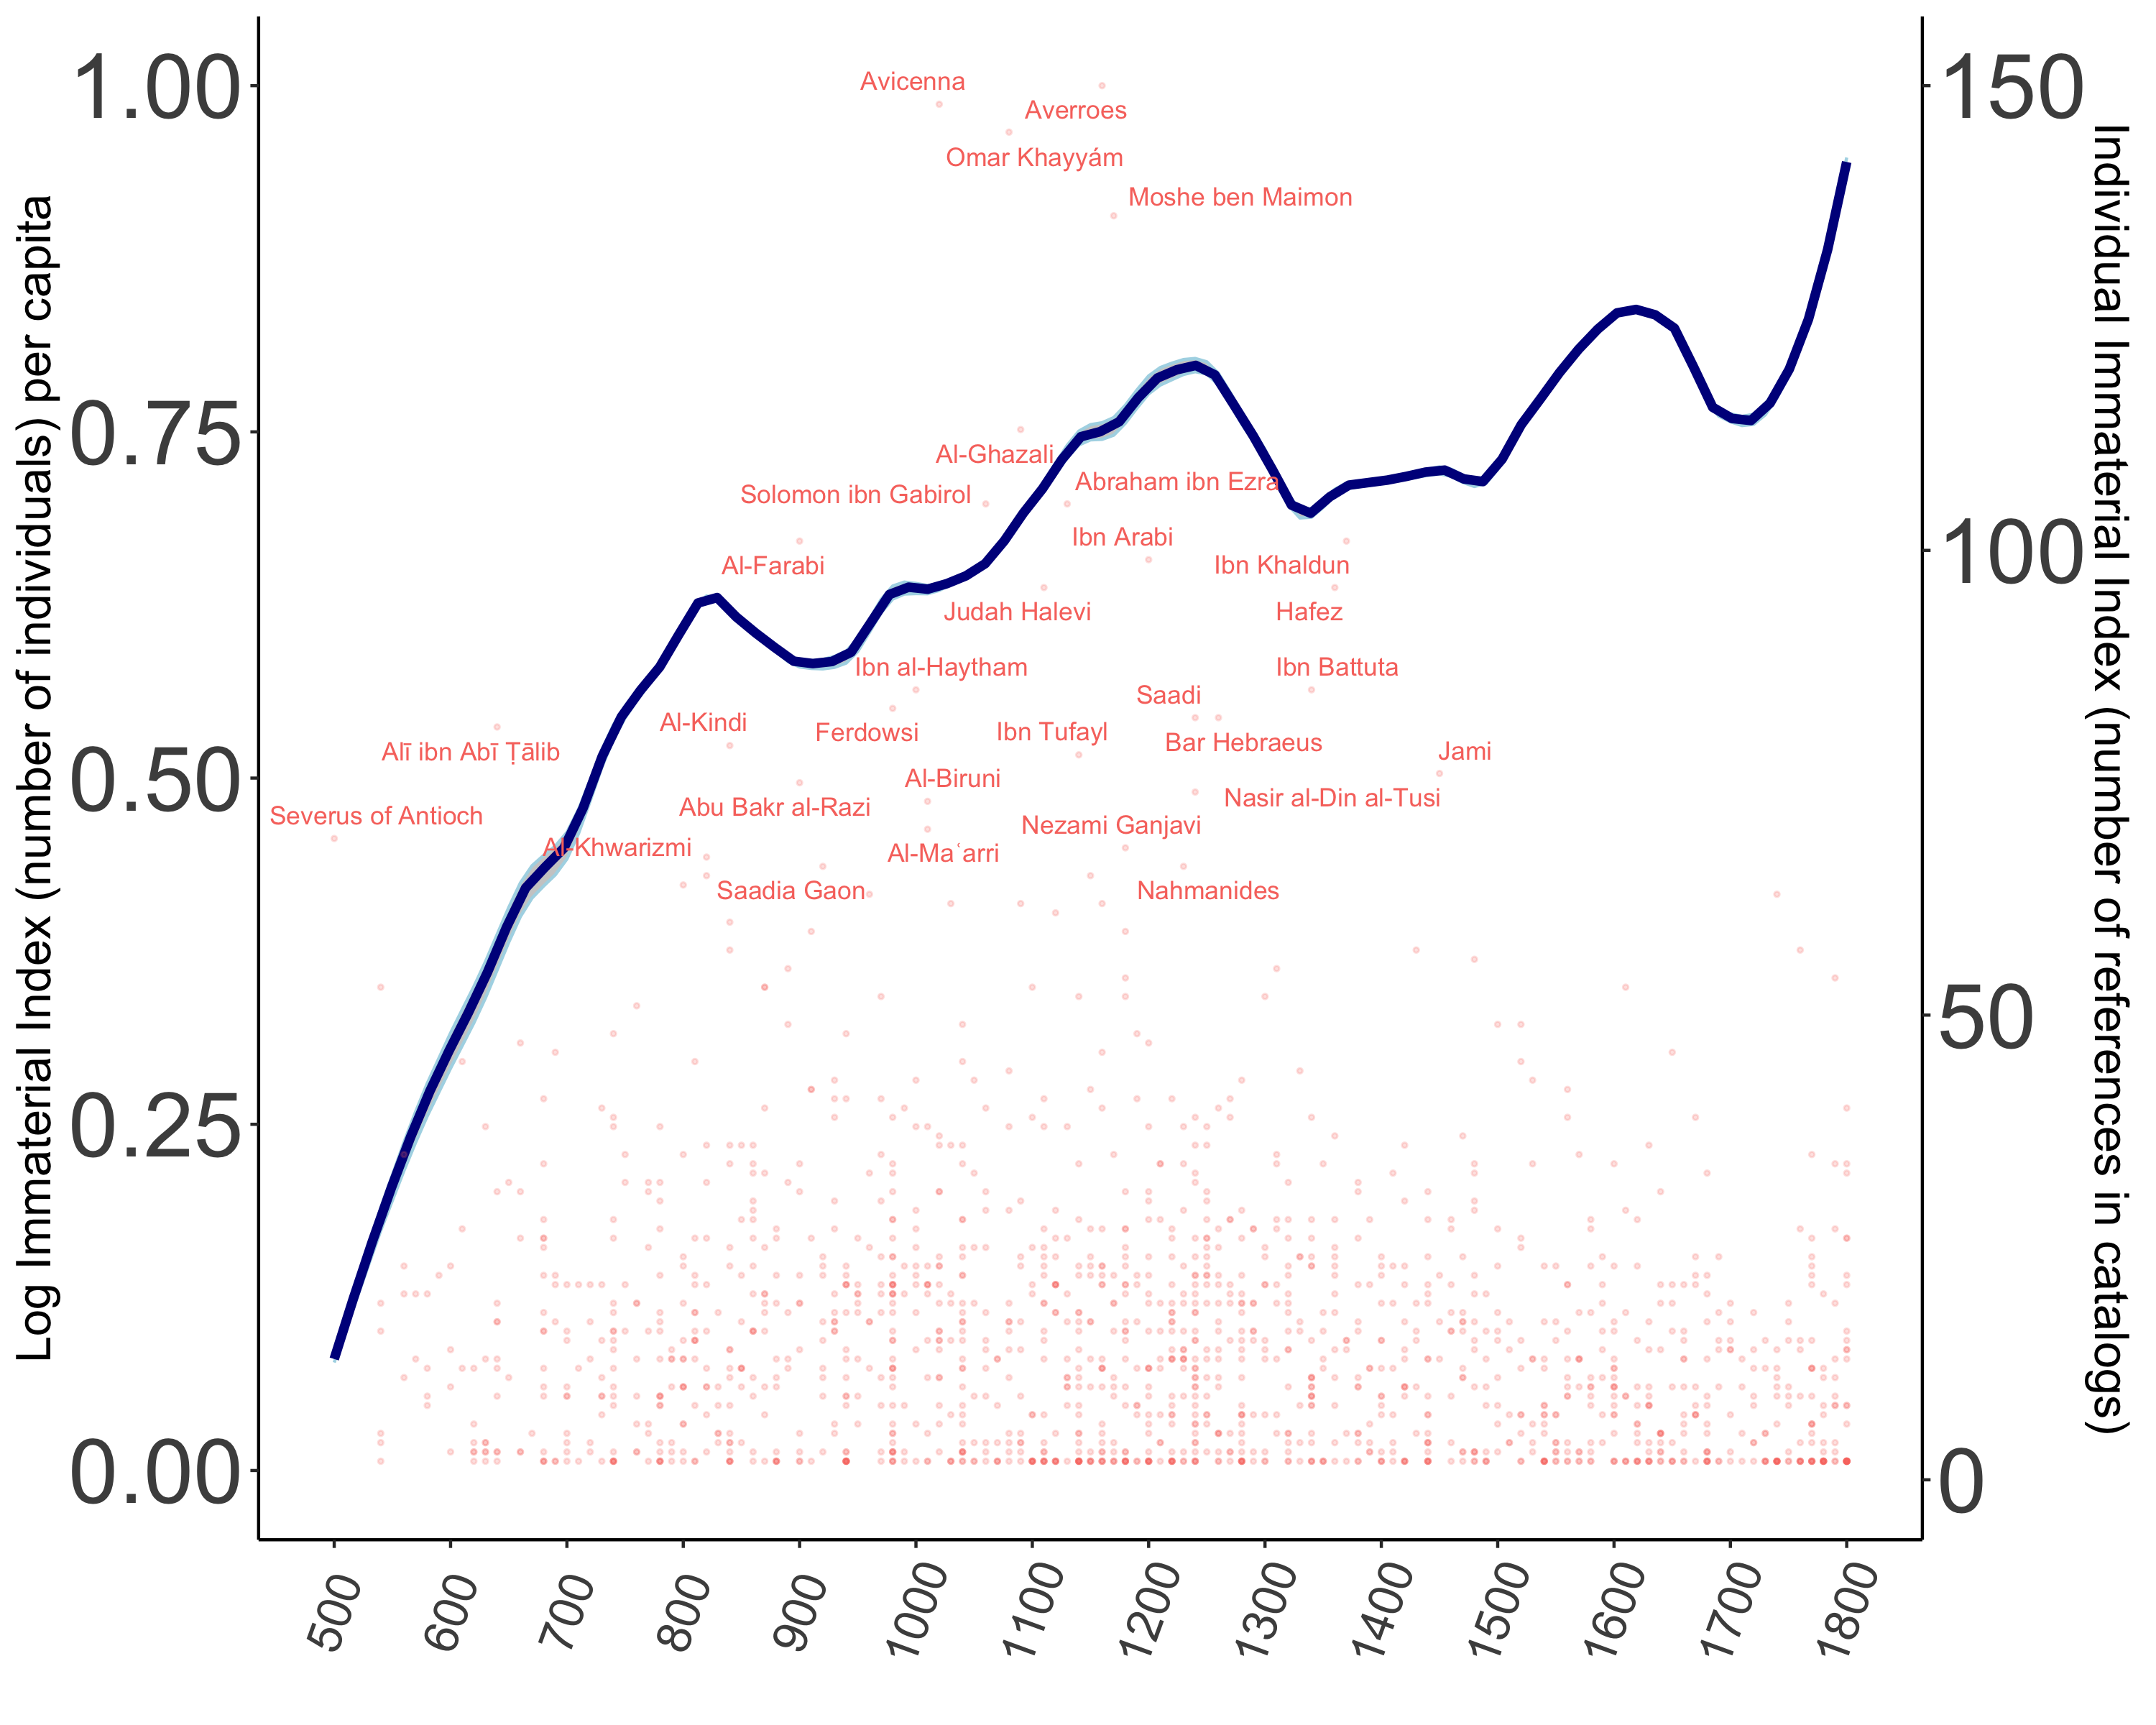 Log Immaterial Index (number of individuals) per capita
1.00
0.75
0.50
0.25
0.00
Avicenna
Averroes
Omar Khayyám
Moshe ben Maimon
Al-Ghazali
Abraham ibn Ezra
Solomon ibn Gabirol
Ibn Arabi
Al-Farabi
Ibn Khaldun
Judah Halevi
Hafez
Ibn al-Haytham
Ibn Battuta
Saadi
Al-Kindi
Ferdowsi
Ibn Tufayl
Bar Hebraeus
Alī ibn Abī Ṭālib
Jami
Al-Biruni
Abu Bakr al-Razi
Nasir al-Din al-Tusi
Severus of Antioch
Nezami Ganjavi
Al-Khwarizmi
Al-Maʿarri
Saadia Gaon
Nahmanides
150
100
50
0
Individual Immaterial Index (number of references in catalogs)
500
600
700
800
900
1000
1100
1200
1300
1400
1500
1600
1700
1800